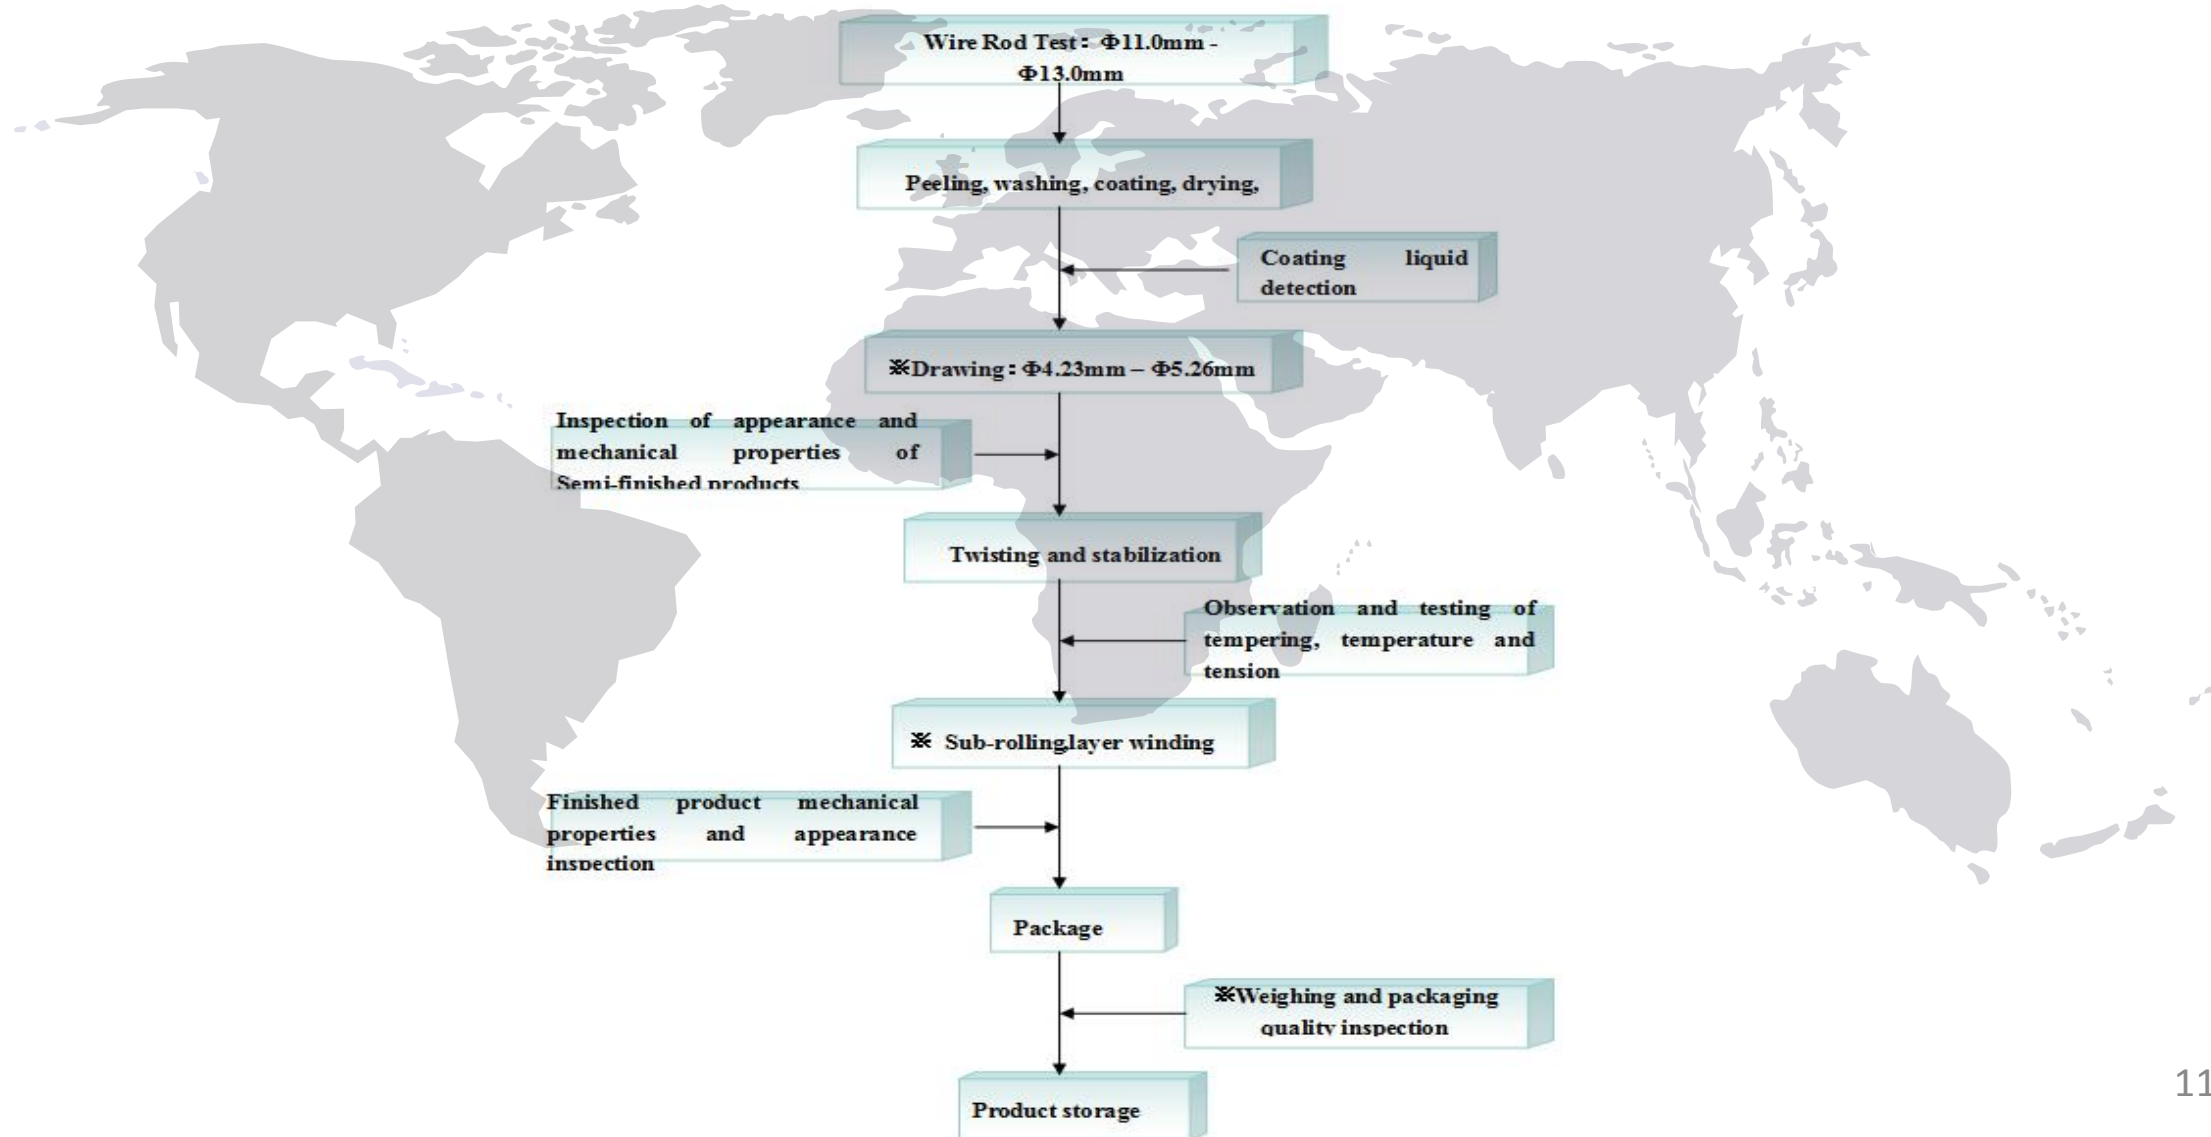 Wire Rod Test：Φ11.0mm -
Φ13.0mm
Peeling, washing, coating, drying,
Coating liquid
detection
※Drawing：Φ4.23mm – Φ5.26mm
Inspection of appearance and
mechanical properties of
Semi-finished products
Twisting and stabilization
Observation and testing of
tempering, temperature and
tension
※ Sub-rolling,layer winding
Finished product mechanical
properties and appearance
inspection
Package
※Weighing and packaging
quality inspection
Product storage
11